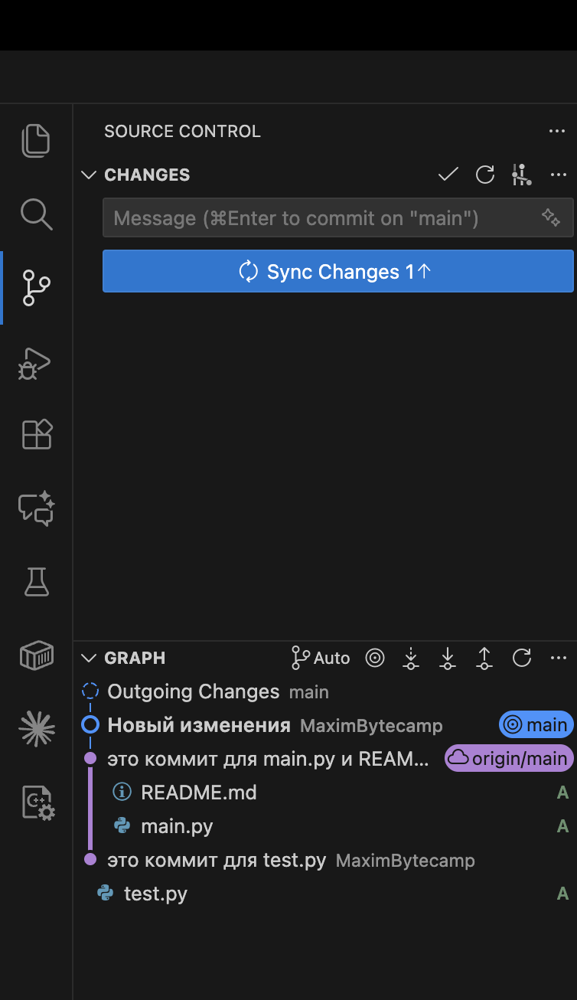 SOURCE CONTROL
CHANGES
Message (⌘Enter to commit on "main")
Sync Changes 1↑
GRAPH Auto
Outgoing Changes main
Новый изменения MaximBytecamp main
это коммит для main.py и REAM... origin/main
README.md A
main.py A
это коммит для test.py MaximBytecamp
test.py A